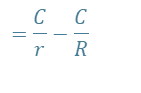 = C/r − C/R